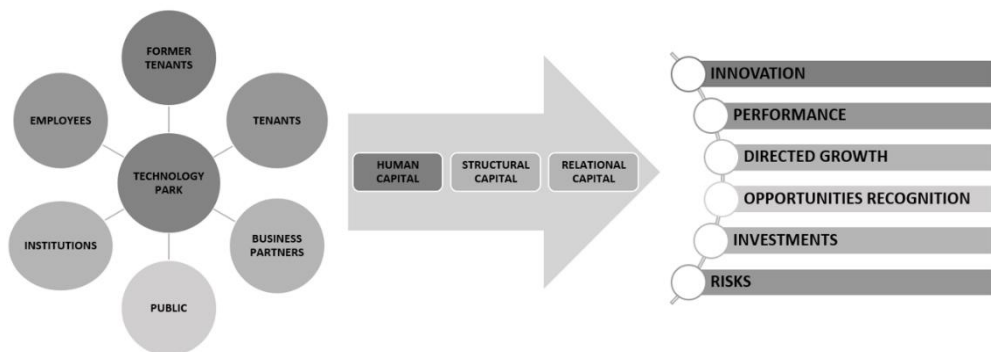 FORMER
TENANTS
EMPLOYEES
TENANTS
TECHNOLOGY
PARK
INSTITUTIONS
BUSINESS
PARTNERS
PUBLIC
HUMAN
CAPITAL
STRUCTURAL
CAPITAL
RELATIONAL
CAPITAL
INNOVATION
PERFORMANCE
DIRECTED GROWTH
OPPORTUNITIES RECOGNITION
INVESTMENTS
RISKS